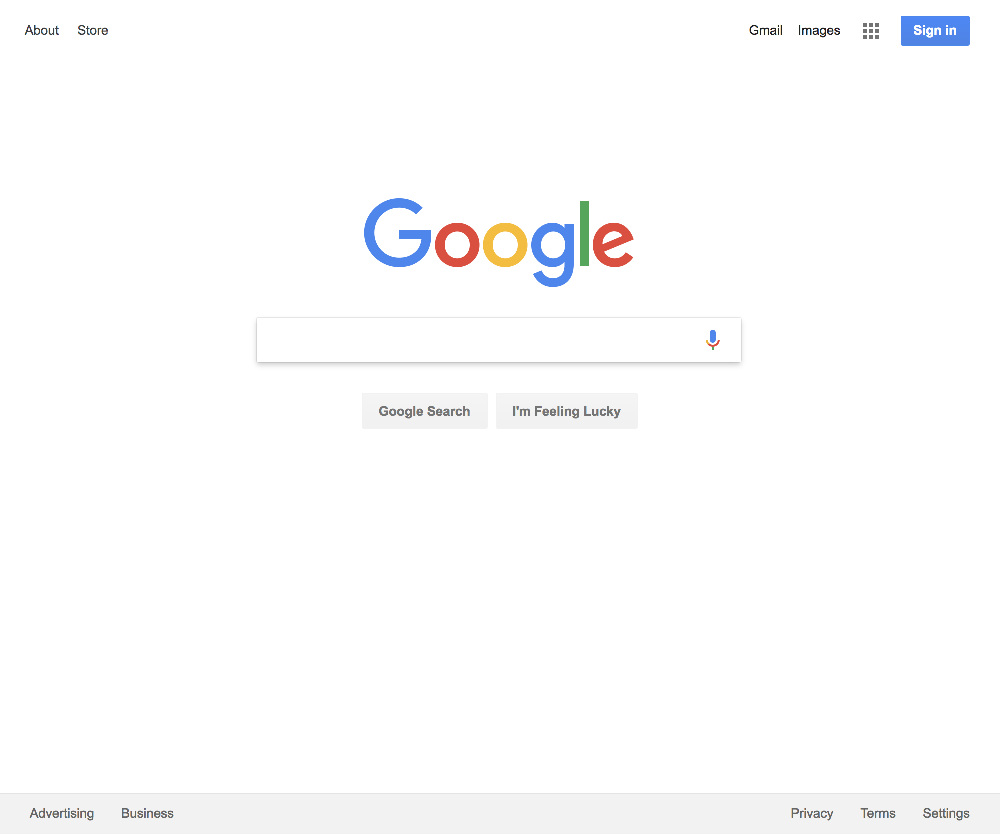 About Store Gmail Images Sign in
Google
Google Search I'm Feeling Lucky
Advertising Business Privacy Terms Settings